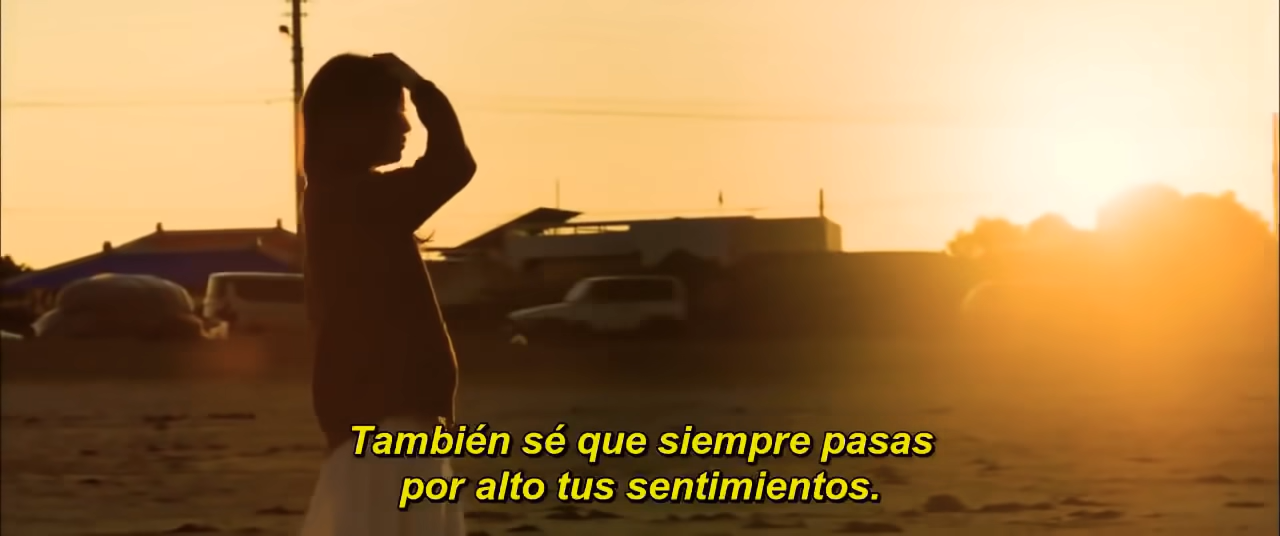 También sé que siempre pasas
por alto tus sentimientos.